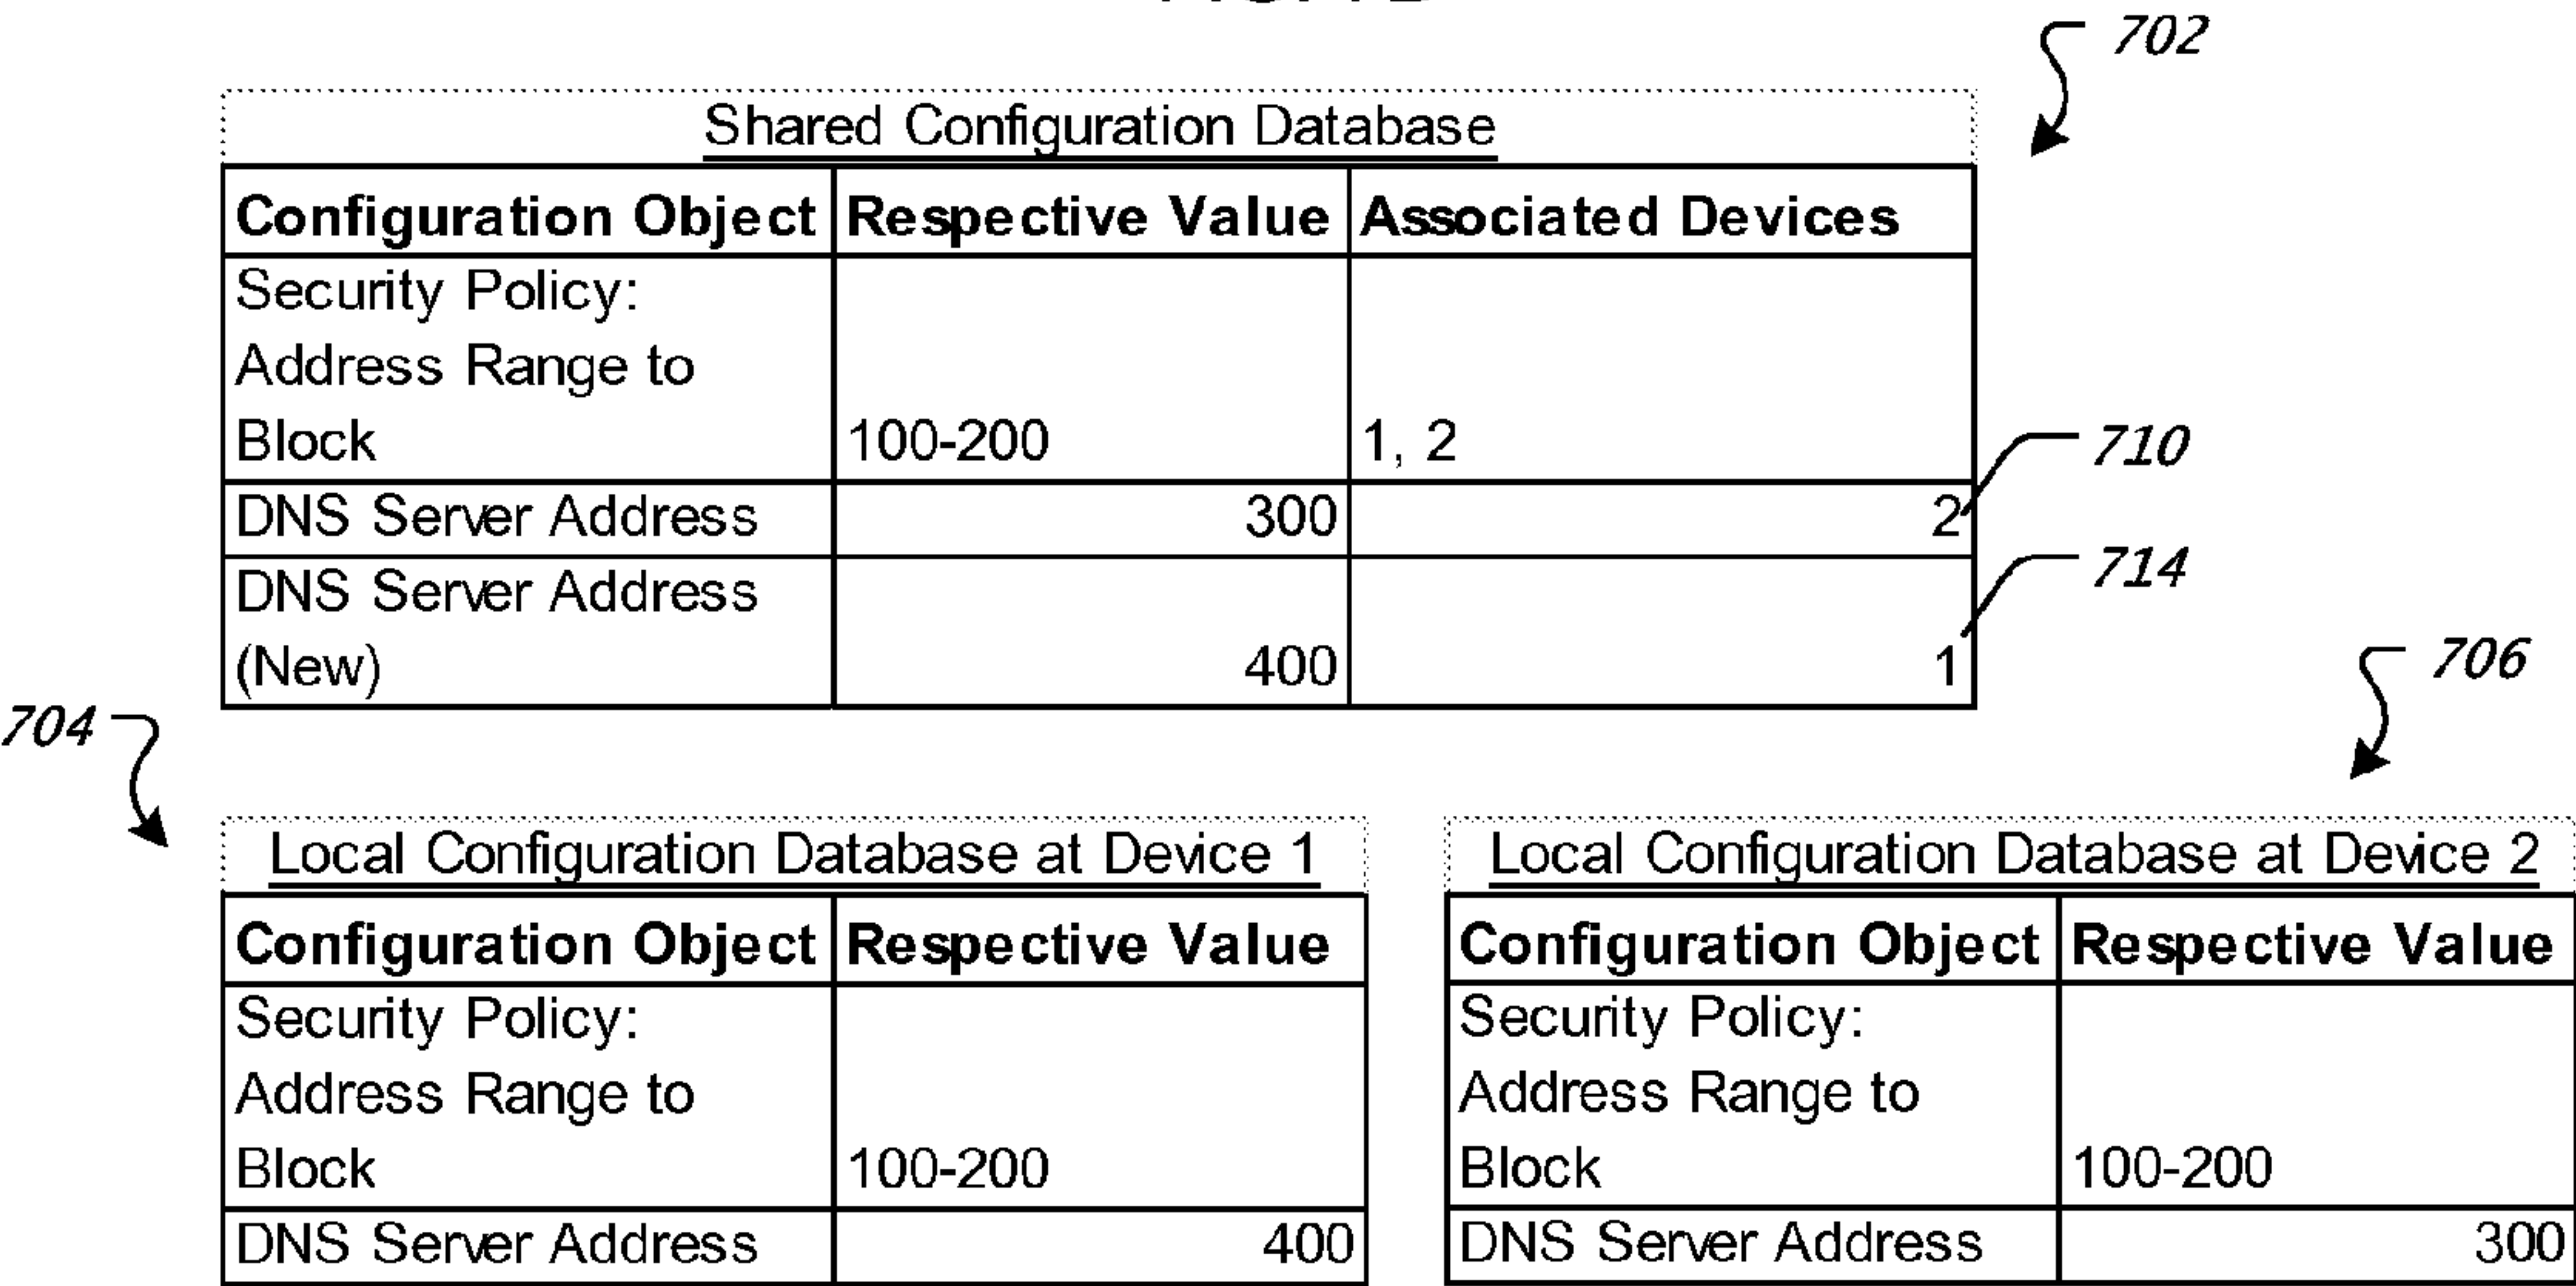 702
Shared Configuration Database
Configuration Object Respective Value Associated Devices
Security Policy:
Address Range to
Block 100-200 1, 2
710
DNS Server Address 300 2
714
DNS Server Address
(New) 400 1
706
704
Local Configuration Database at Device 1
Configuration Object Respective Value
Security Policy:
Address Range to
Block 100-200
DNS Server Address 400
Local Configuration Database at Device 2
Configuration Object Respective Value
Security Policy:
Address Range to
Block 100-200
DNS Server Address 300